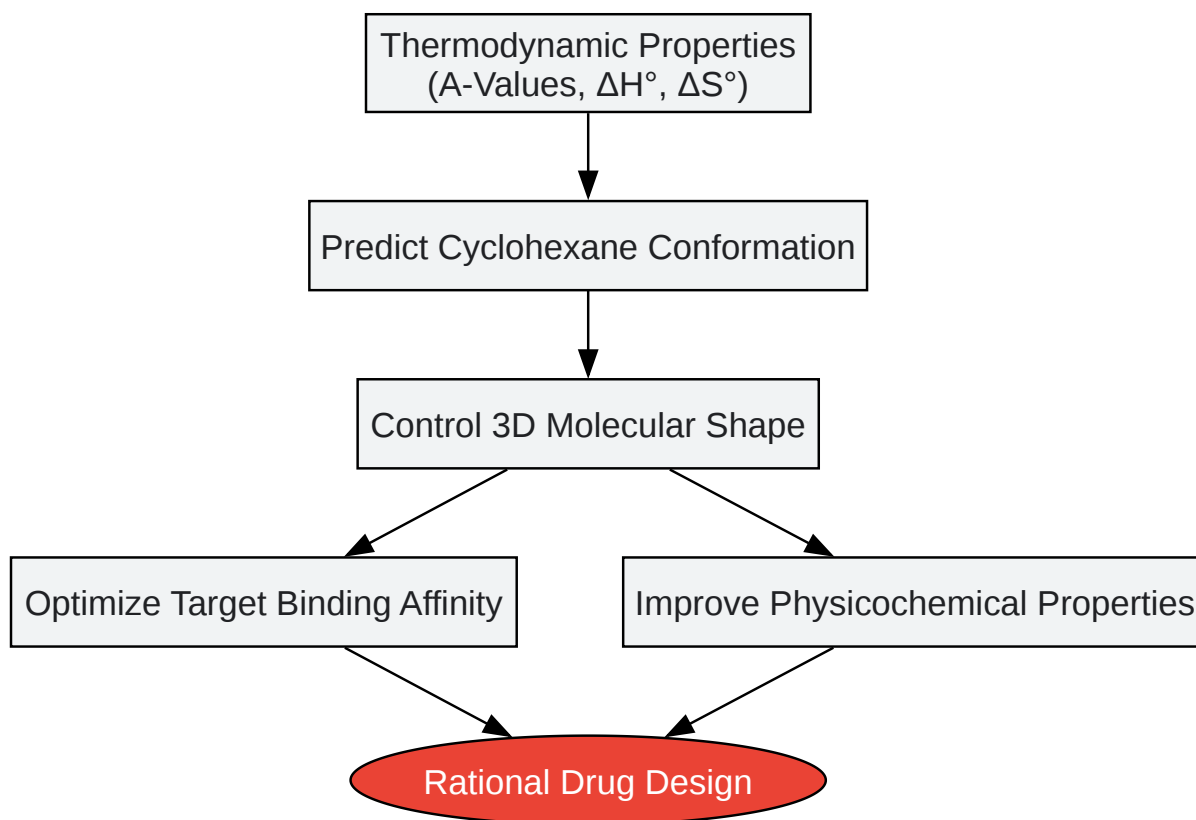 Thermodynamic Properties
(A-Values, ΔH°, ΔS°)
Predict Cyclohexane Conformation
Control 3D Molecular Shape
Optimize Target Binding Affinity
Improve Physicochemical Properties
Rational Drug Design